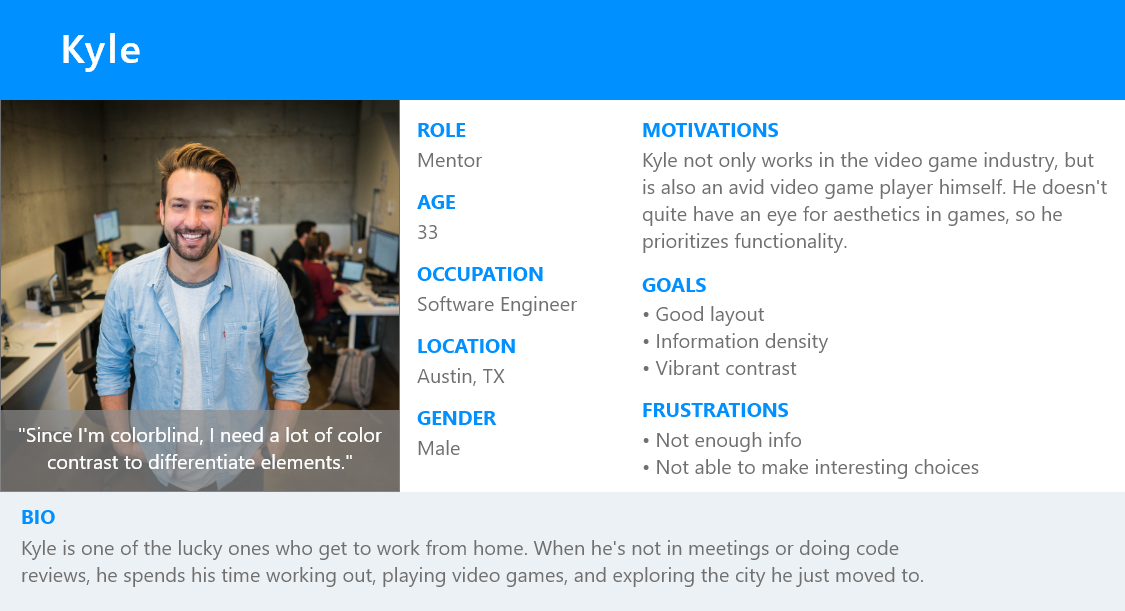 Kyle
ROLE
Mentor
AGE
33
OCCUPATION
Software Engineer
LOCATION
Austin, TX
GENDER
Male
MOTIVATIONS
Kyle not only works in the video game industry, but
is also an avid video game player himself. He doesn't
quite have an eye for aesthetics in games, so he
prioritizes functionality.
GOALS
• Good layout
• Information density
• Vibrant contrast
FRUSTRATIONS
• Not enough info
• Not able to make interesting choices
"Since I'm colorblind, I need a lot of color
contrast to differentiate elements."
BIO
Kyle is one of the lucky ones who get to work from home. When he's not in meetings or doing code
reviews, he spends his time working out, playing video games, and exploring the city he just moved to.